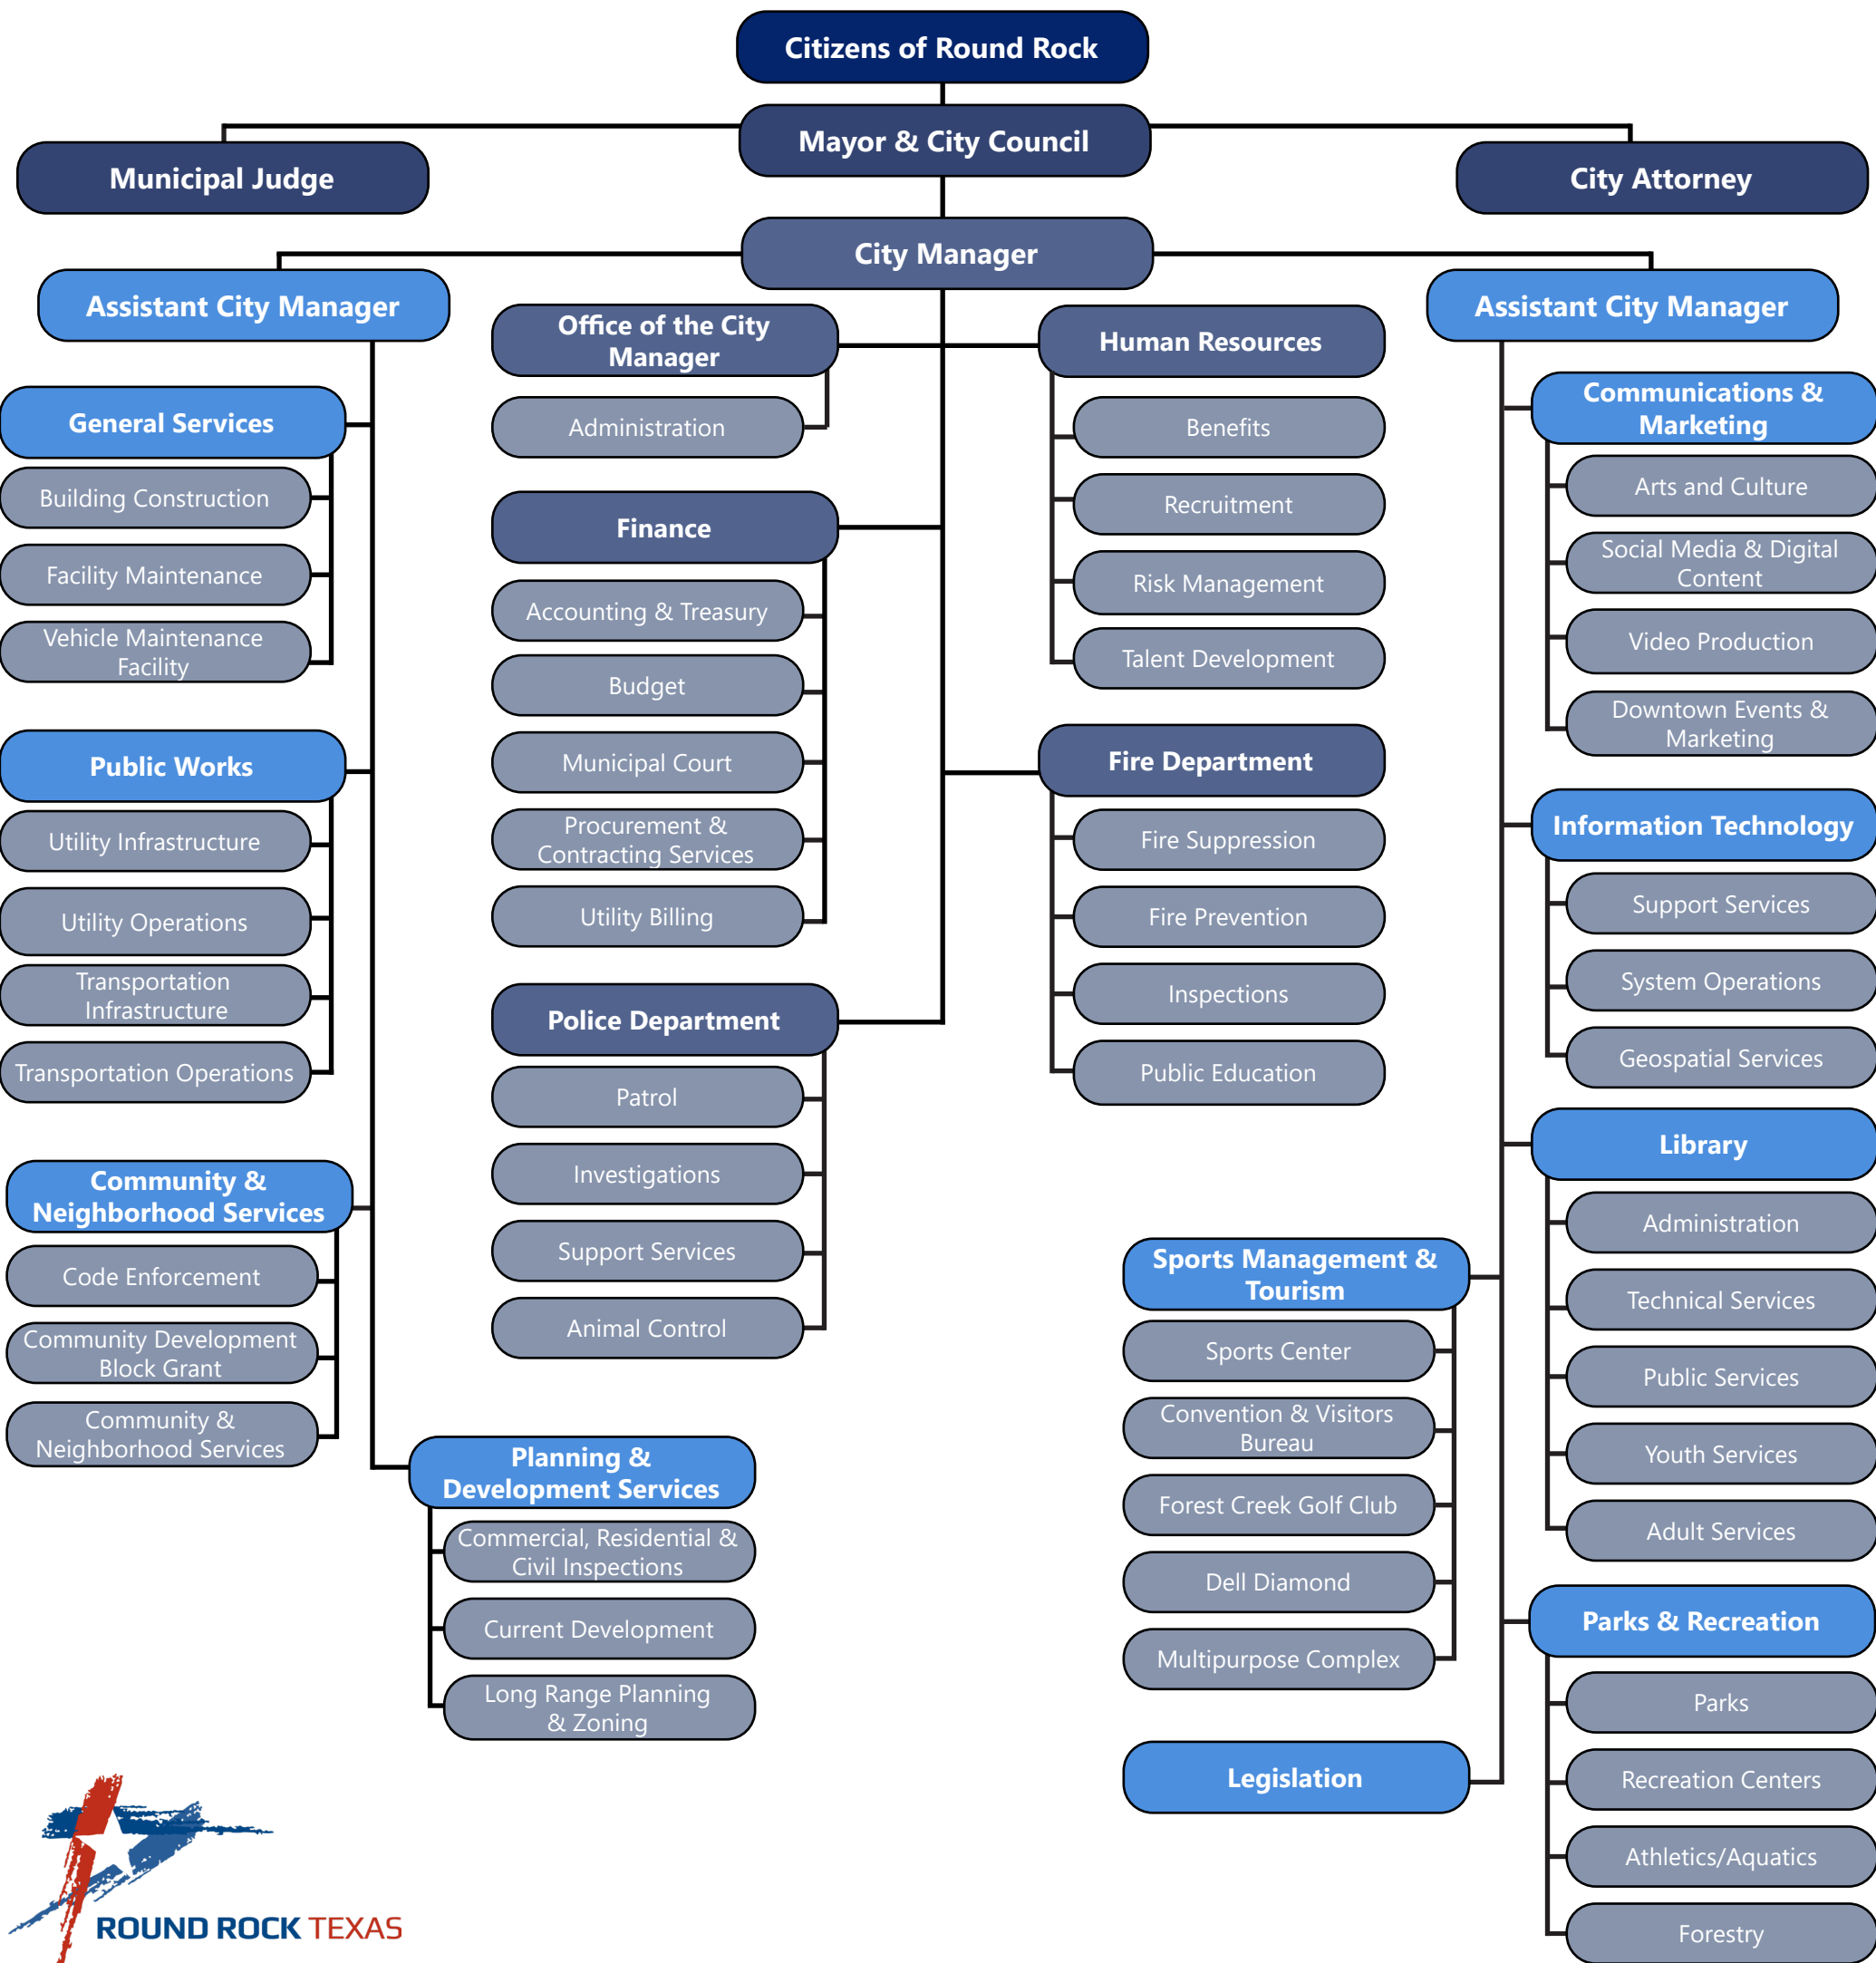 Citizens of Round Rock
Mayor & City Council
Municipal Judge
City Attorney
City Manager
Assistant City Manager
General Services
Building Construction
Facility Maintenance
Vehicle Maintenance
Facility
Public Works
Utility Infrastructure
Utility Operations
Transportation
Infrastructure
Transportation Operations
Community &
Neighborhood Services
Code Enforcement
Community Development
Block Grant
Community &
Neighborhood Services
Planning &
Development Services
Commercial, Residential &
Civil Inspections
Current Development
Long Range Planning
& Zoning
Office of the City
Manager
Administration
Finance
Accounting & Treasury
Budget
Municipal Court
Procurement &
Contracting Services
Utility Billing
Police Department
Patrol
Investigations
Support Services
Animal Control
Human Resources
Benefits
Recruitment
Risk Management
Talent Development
Fire Department
Fire Suppression
Fire Prevention
Inspections
Public Education
Assistant City Manager
Communications &
Marketing
Arts and Culture
Social Media & Digital
Content
Video Production
Downtown Events &
Marketing
Information Technology
Support Services
System Operations
Geospatial Services
Library
Administration
Technical Services
Public Services
Youth Services
Adult Services
Sports Management &
Tourism
Sports Center
Convention & Visitors
Bureau
Forest Creek Golf Club
Dell Diamond
Multipurpose Complex
Legislation
Parks & Recreation
Parks
Recreation Centers
Athletics/Aquatics
Forestry
ROUND ROCK TEXAS